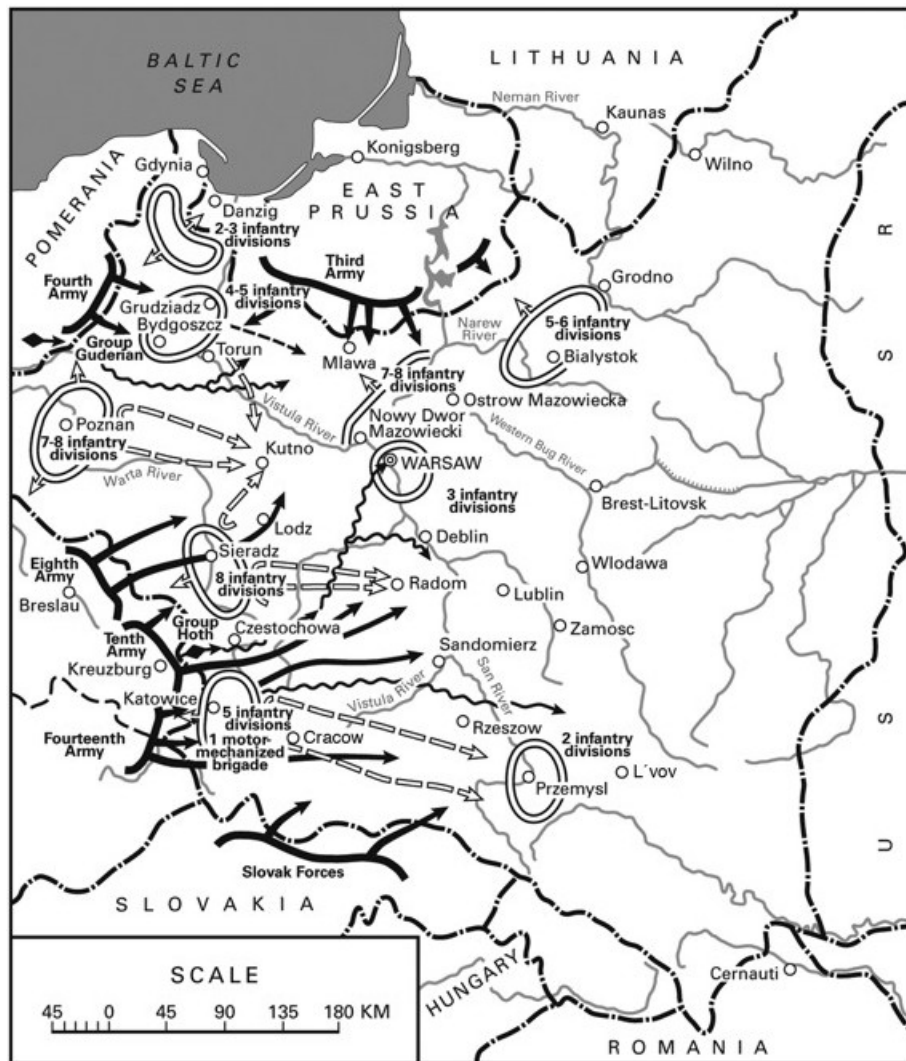 BALTIC
SEA
LITHUANIA
Neman River
Kaunas
Wilno
Konigsberg
Gdynia
POMERANIA
EAST
PRUSSIA
Danzig
2-3 infantry
divisions
Third
Army
Fourth
Army
4-5 infantry
divisions
Grodno
Grudziadz
Bydgoszcz
Group
Guderian
Torun
Narew
River
5-6 infantry
divisions
Bialystok
Mlawa
7-8 infantry
divisions
Ostrow Mazowiecka
Poznan
7-8 infantry
divisions
Vistula River
Nowy Dwor
Mazowiecki
Western Bug River
Kutno
Warta River
WARSAW
3 infantry
divisions
Brest-Litovsk
Lodz
Deblin
Eighth
Army
Sieradz
8 infantry
divisions
Radom
Wlodawa
Breslau
Lublin
Group
Hoth
Czestochowa
Zamosc
Tenth
Army
Kreuzburg
Sandomierz
Katowice
Vistula River
San River
5 infantry
divisions
1 motor-
mechanized
brigade
Fourteenth
Army
Cracow
Rzeszow
2 infantry
divisions
Przemysl
L´vov
Slovak Forces
SLOVAKIA
HUNGARY
Cernauti
ROMANIA
USSR
SCALE
45 0 45 90 135 180 KM